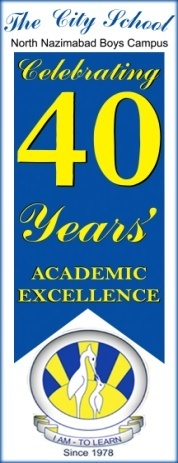 The City School
North Nazimabad Boys Campus
Celebrating
40
Years'
ACADEMIC
EXCELLENCE
I AM - TO LEARN
Since 1978